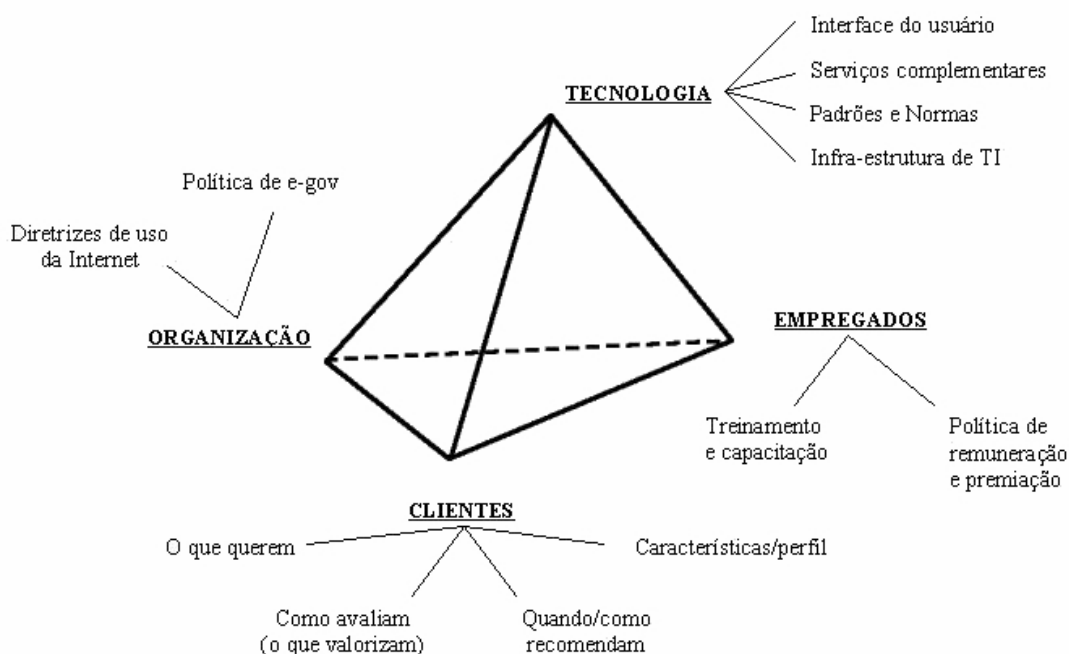 TECNOLOGIA
Interface do usuário
Serviços complementares
Padrões e Normas
Infra-estrutura de TI
Política de e-gov
Diretrizes de uso
da Internet
ORGANIZAÇÃO
EMPREGADOS
Treinamento
e capacitação
Política de
remuneração
e premiação
CLIENTES
O que querem
Características/perfil
Como avaliam
(o que valorizam)
Quando/como
recomendam